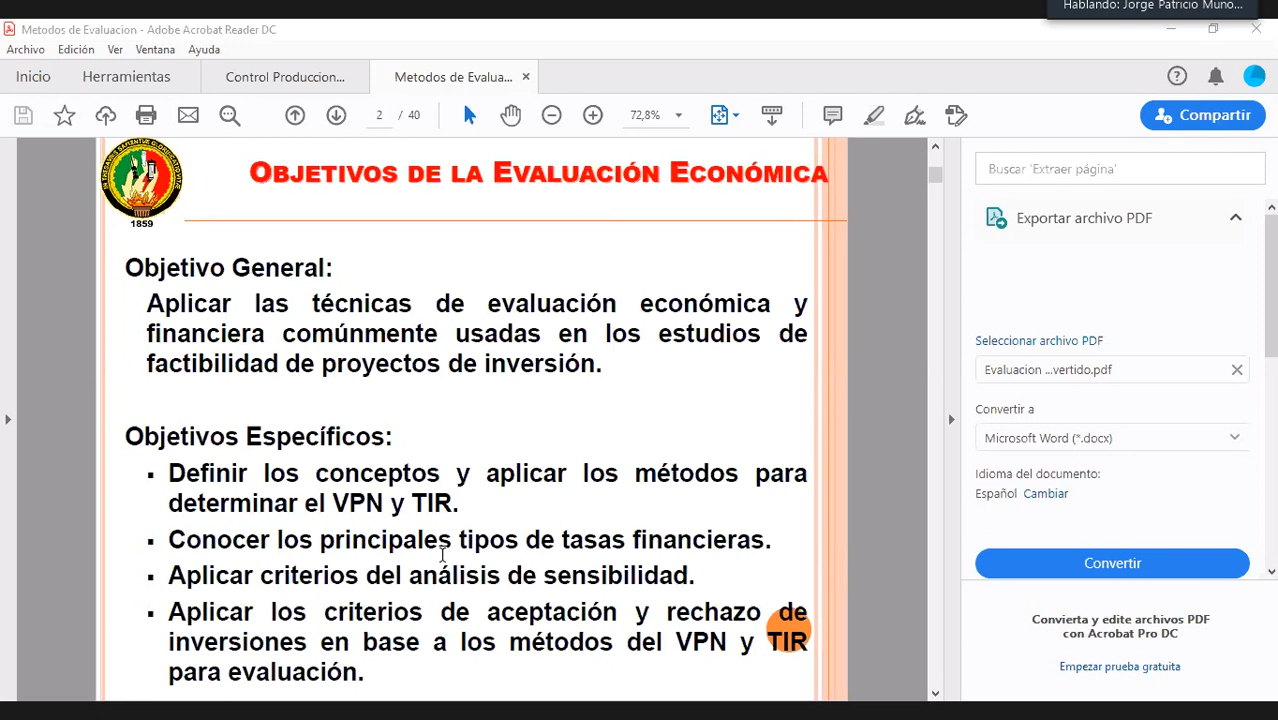 Hablando: Jorge Patricio Muno...
Metodos de Evaluacion - Adobe Acrobat Reader DC
Archivo Edición Ver Ventana Ayuda
Inicio Herramientas Control Produccion... Metodos de Evalua... ×
2 / 40 72,8% Compartir
OBJETIVOS DE LA EVALUACIÓN ECONÓMICA
1859
Objetivo General:
Aplicar las técnicas de evaluación económica y
financiera comúnmente usadas en los estudios de
factibilidad de proyectos de inversión.
Objetivos Específicos:
▪ Definir los conceptos y aplicar los métodos para
determinar el VPN y TIR.
▪ Conocer los principales tipos de tasas financieras.
▪ Aplicar criterios del análisis de sensibilidad.
▪ Aplicar los criterios de aceptación y rechazo de
inversiones en base a los métodos del VPN y TIR
para evaluación.
Buscar 'Extraer página'
Exportar archivo PDF
Seleccionar archivo PDF
Evaluacion ...vertido.pdf
Convertir a
Microsoft Word (*.docx)
Idioma del documento:
Español Cambiar
Convertir
Convierta y edite archivos PDF
con Acrobat Pro DC
Empezar prueba gratuita